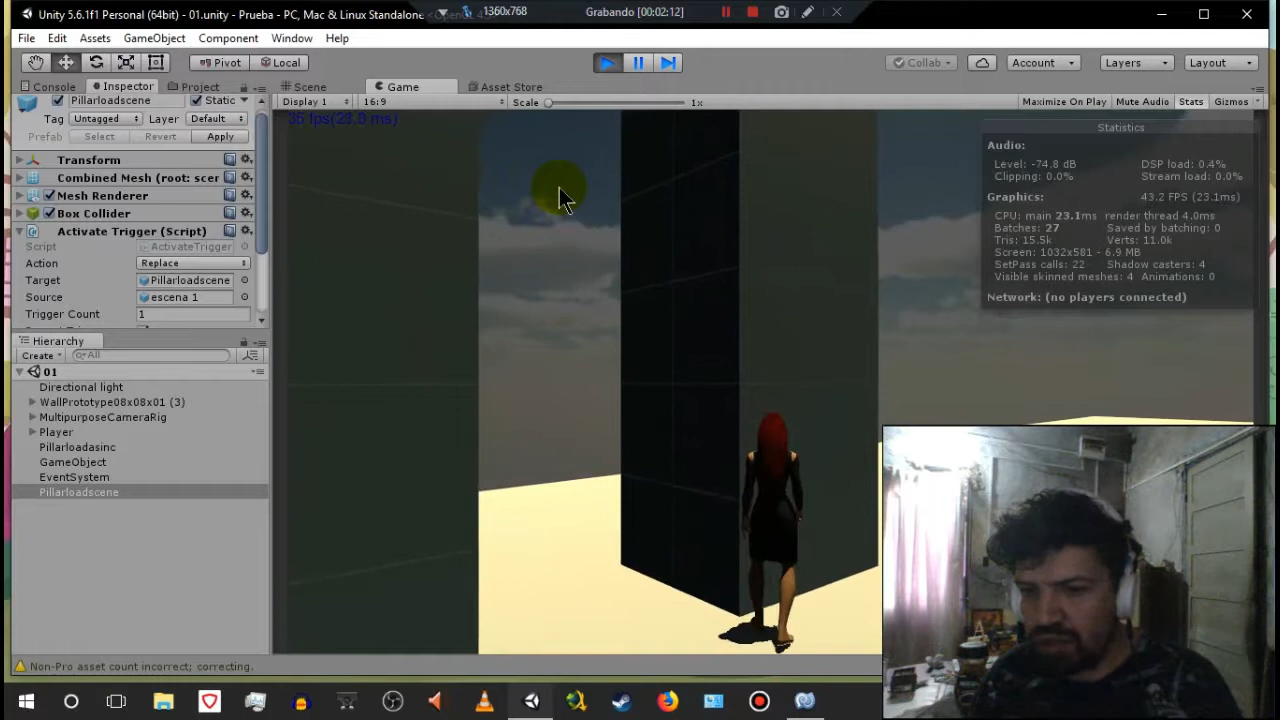 Unity 5.6.1f1 Personal (64bit) - 01.unity - Prueba - PC, Mac & Linux Standalone <OpenGL 4
1360x768
Grabando [00:02:12]
File Edit Assets GameObject Component Window Help
Pivot Local Collab Account Layers Layout
Console Inspector Project Scene Game Asset Store
Display 1 16:9 Scale 1x Maximize On Play Mute Audio Stats Gizmos
Pillarloadscene Static
Tag Untagged Layer Default
Prefab Select Revert Apply
Transform
Combined Mesh (root: scer
Mesh Renderer
Box Collider
Activate Trigger (Script)
Script ActivateTrigger
Action Replace
Target Pillarloadscene
Source escena 1
Trigger Count 1
Hierarchy
Create All
01
Directional light
WallPrototype08x08x01 (3)
MultipurposeCameraRig
Player
Pillarloadasinc
GameObject
EventSystem
Pillarloadscene
Statistics
Audio:
Level: -74.8 dB DSP load: 0.4%
Clipping: 0.0% Stream load: 0.0%
Graphics: 43.2 FPS (23.1ms)
CPU: main 23.1ms render thread 4.0ms
Batches: 27 Saved by batching: 0
Tris: 15.5k Verts: 11.0k
Screen: 1032x581 - 6.9 MB
SetPass calls: 22 Shadow casters: 4
Visible skinned meshes: 4 Animations: 0
Network: (no players connected)
Non-Pro asset count incorrect; correcting.